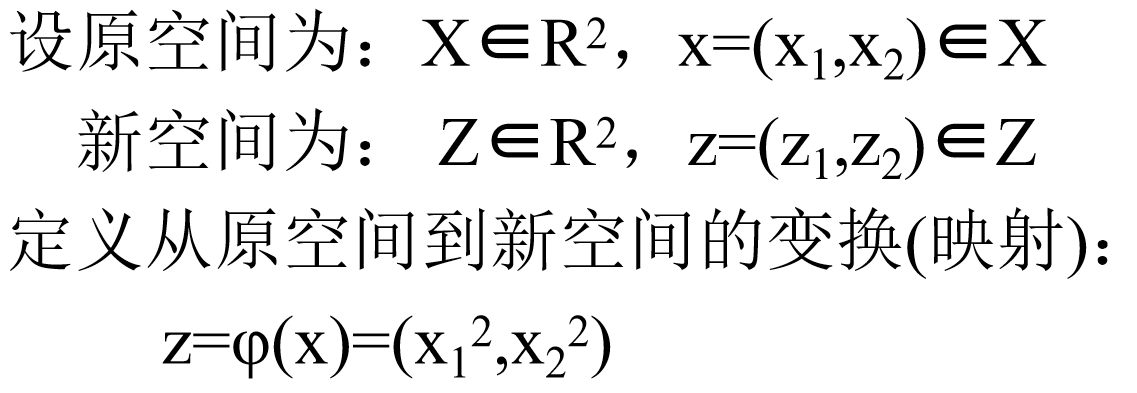 设原空间为：X∈R²，x=(x₁,x₂)∈X
新空间为：Z∈R²，z=(z₁,z₂)∈Z
定义从原空间到新空间的变换(映射)：
z=φ(x)=(x₁²,x₂²)